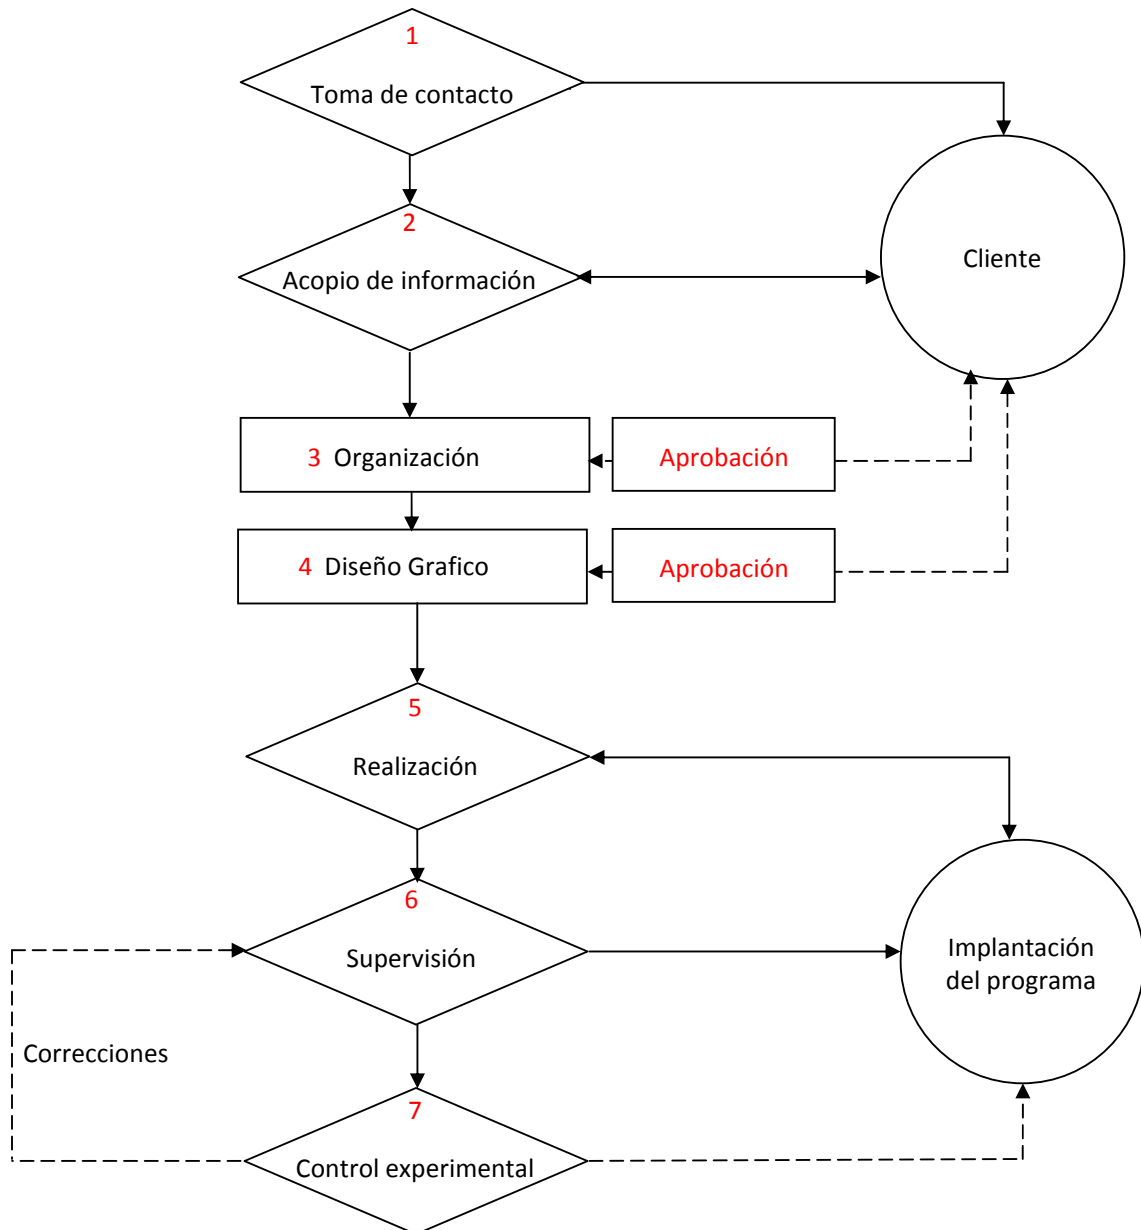 1
Toma de contacto
2
Acopio de información
Cliente
3 Organización
Aprobación
4 Diseño Grafico
Aprobación
5
Realización
6
Supervisión
Implantación
del programa
Correcciones
7
Control experimental